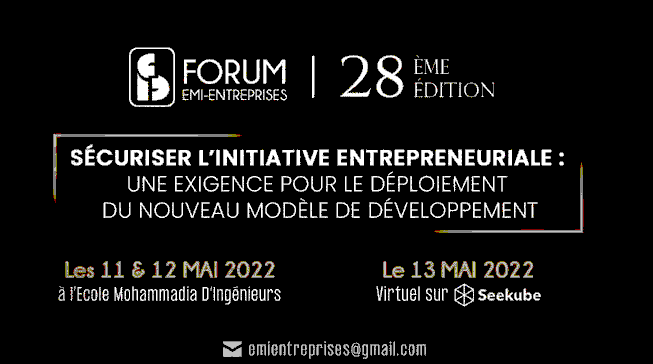 FORUM
EMI-ENTREPRISES
28 ÈME
ÉDITION
SÉCURISER L'INITIATIVE ENTREPRENEURIALE :
UNE EXIGENCE POUR LE DÉPLOIEMENT
DU NOUVEAU MODÈLE DE DÉVELOPPEMENT
Les 11 & 12 MAI 2022
à l'Ecole Mohammadia D'Ingénieurs
Le 13 MAI 2022
Virtuel sur Seekube
emientreprises@gmail.com